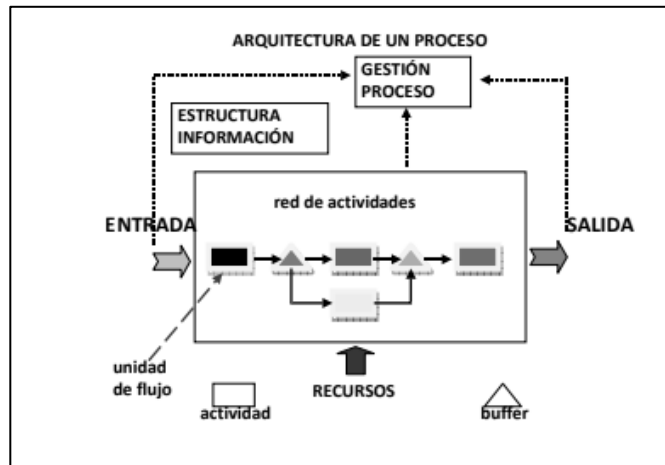 ARQUITECTURA DE UN PROCESO
GESTIÓN
PROCESO
ESTRUCTURA
INFORMACIÓN
red de actividades
ENTRADA
SALIDA
unidad
de flujo
RECURSOS
actividad
buffer